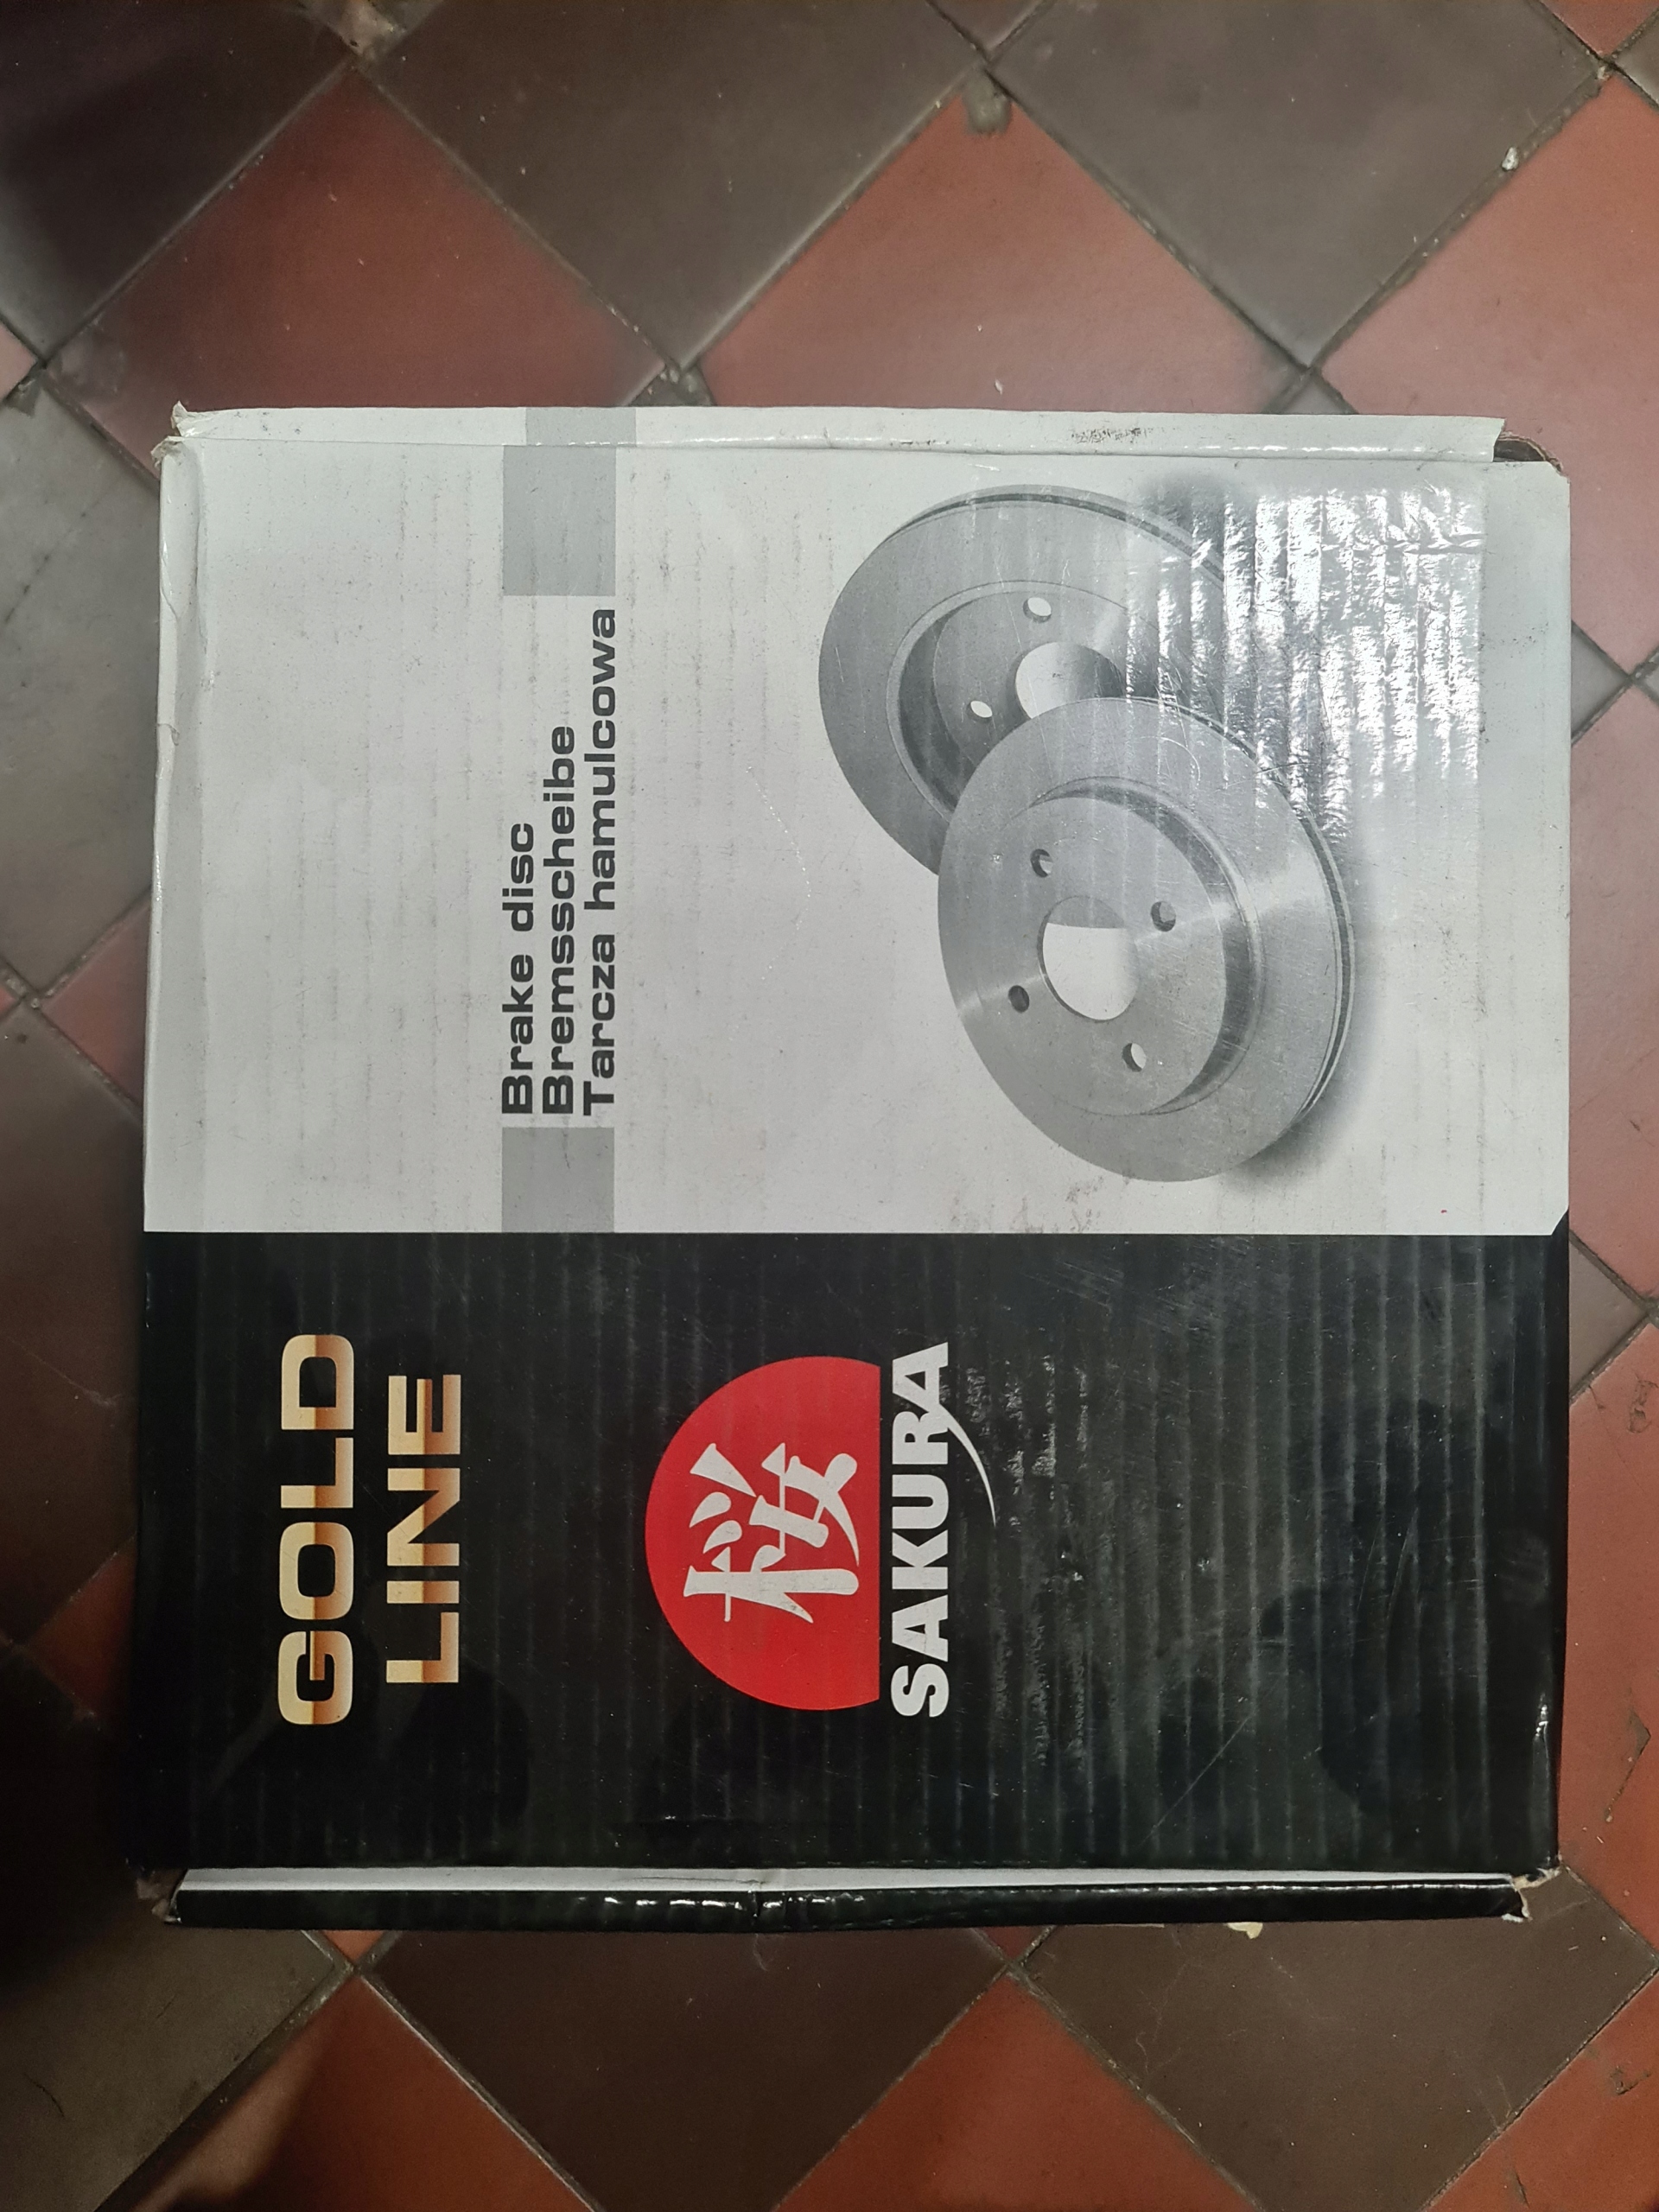 GOLD
LINE
桜
SAKURA
Brake disc
Bremsscheibe
Tarcza hamulcowa